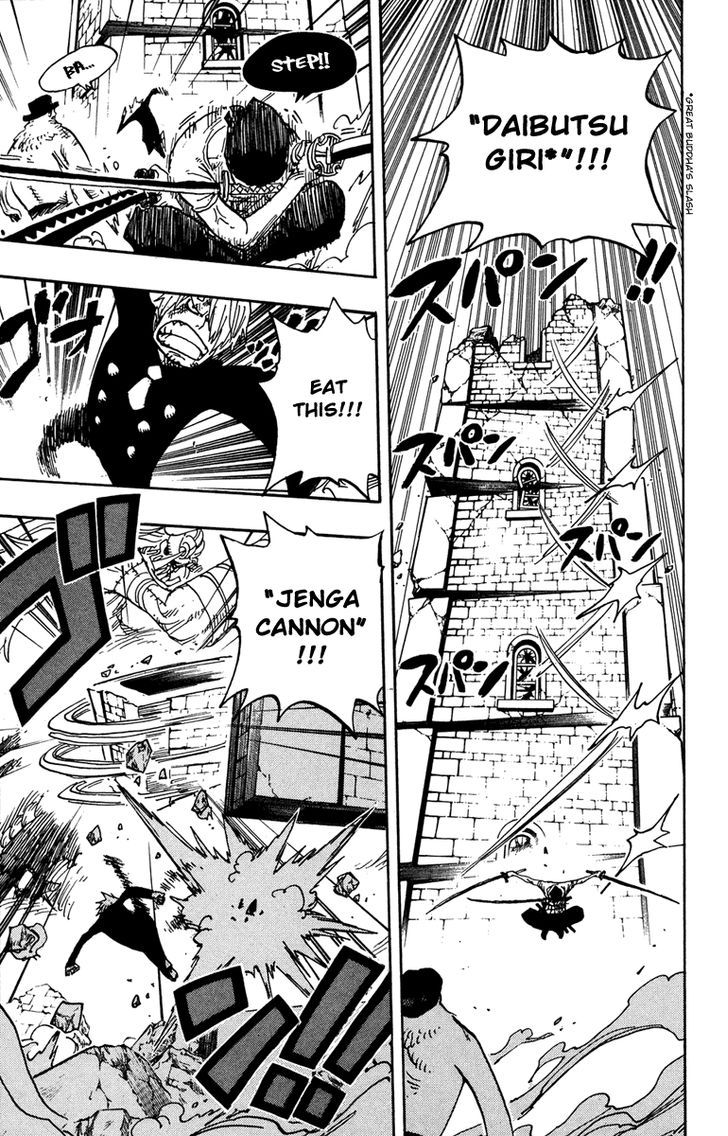 "DAIBUTSU
GIRI*"!!!
*GREAT BUDDHA'S SLASH
スパン!!
スパン
スパン
スパン
STEP!!
BA...
EAT
THIS!!!
"JENGA
CANNON"
!!!